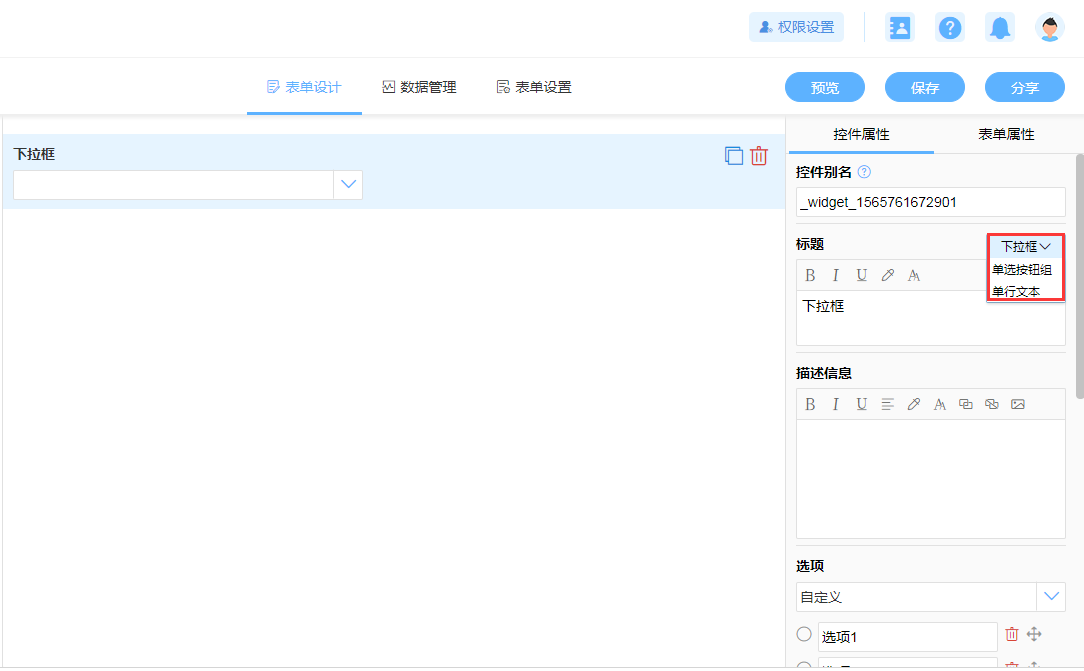 权限设置
表单设计 数据管理 表单设置
预览 保存 分享
下拉框
控件属性 表单属性
控件别名
_widget_1565761672901
标题
下拉框
单选按钮组
单行文本
B I U A
下拉框
描述信息
B I U A
选项
自定义
选项1